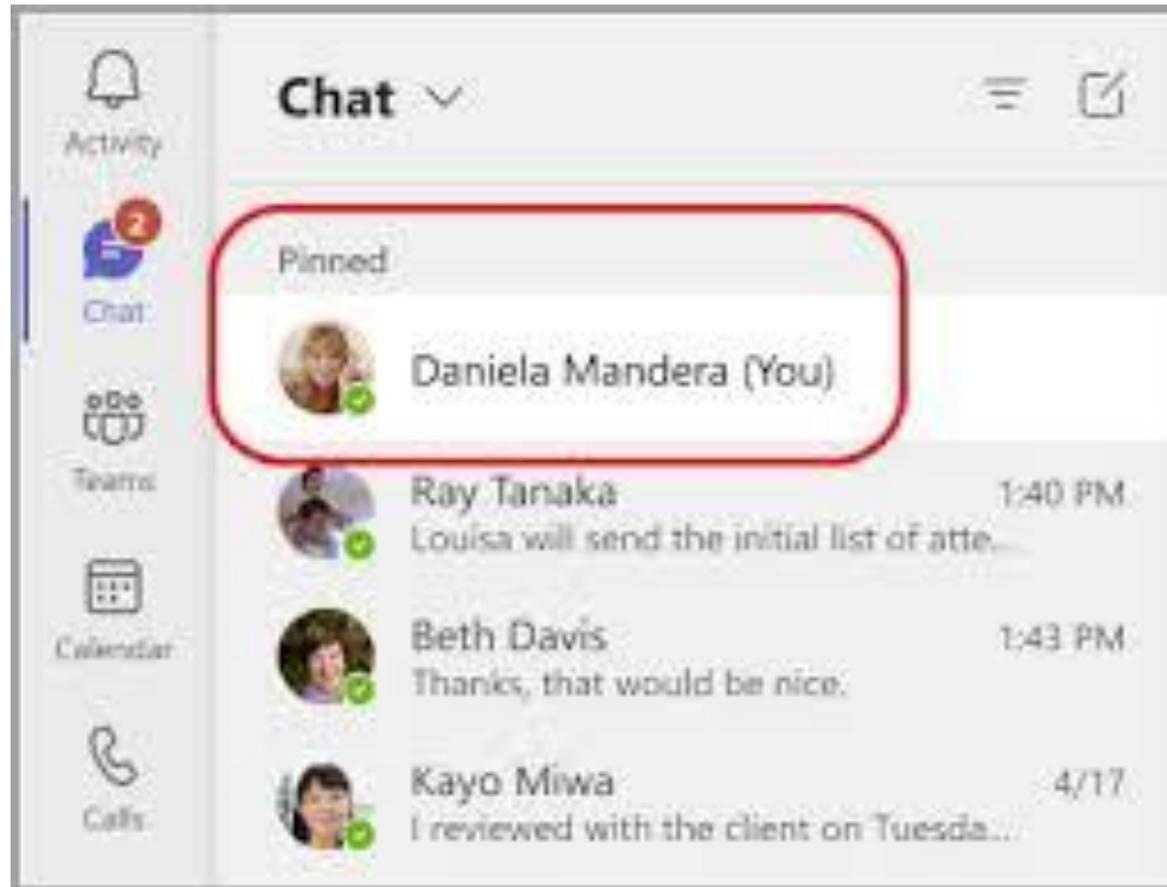 Activity
2
Chat
Teams
Calendar
Calls
Chat
Pinned
Daniela Mandera (You)
Ray Tanaka 1:40 PM
Louisa will send the initial list of atte...
Beth Davis 1:43 PM
Thanks, that would be nice.
Kayo Miwa 4/17
I reviewed with the client on Tuesda...